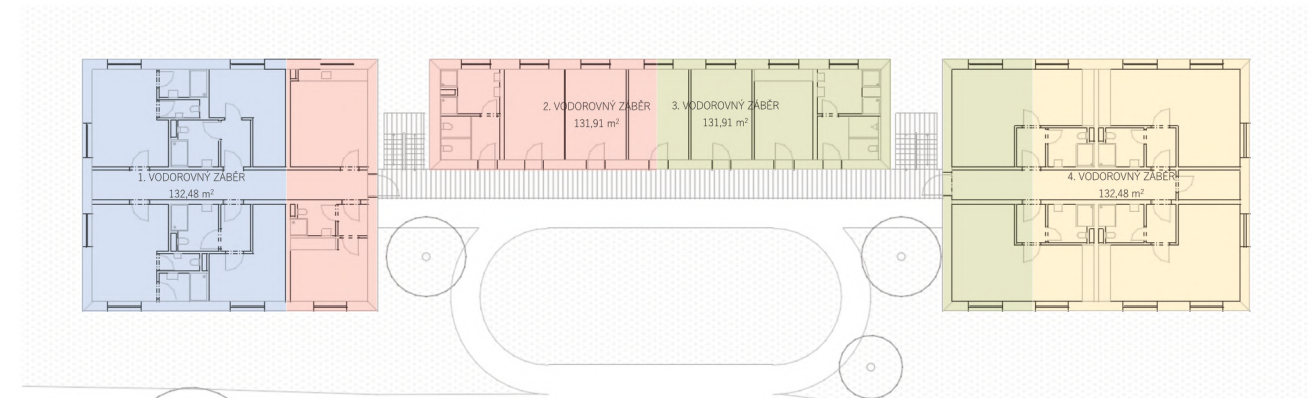 1. VODOROVNÝ ZÁBĚR
132,48 m²
2. VODOROVNÝ ZÁBĚR
131,91 m²
3. VODOROVNÝ ZÁBĚR
131,91 m²
4. VODOROVNÝ ZÁBĚR
132,48 m²